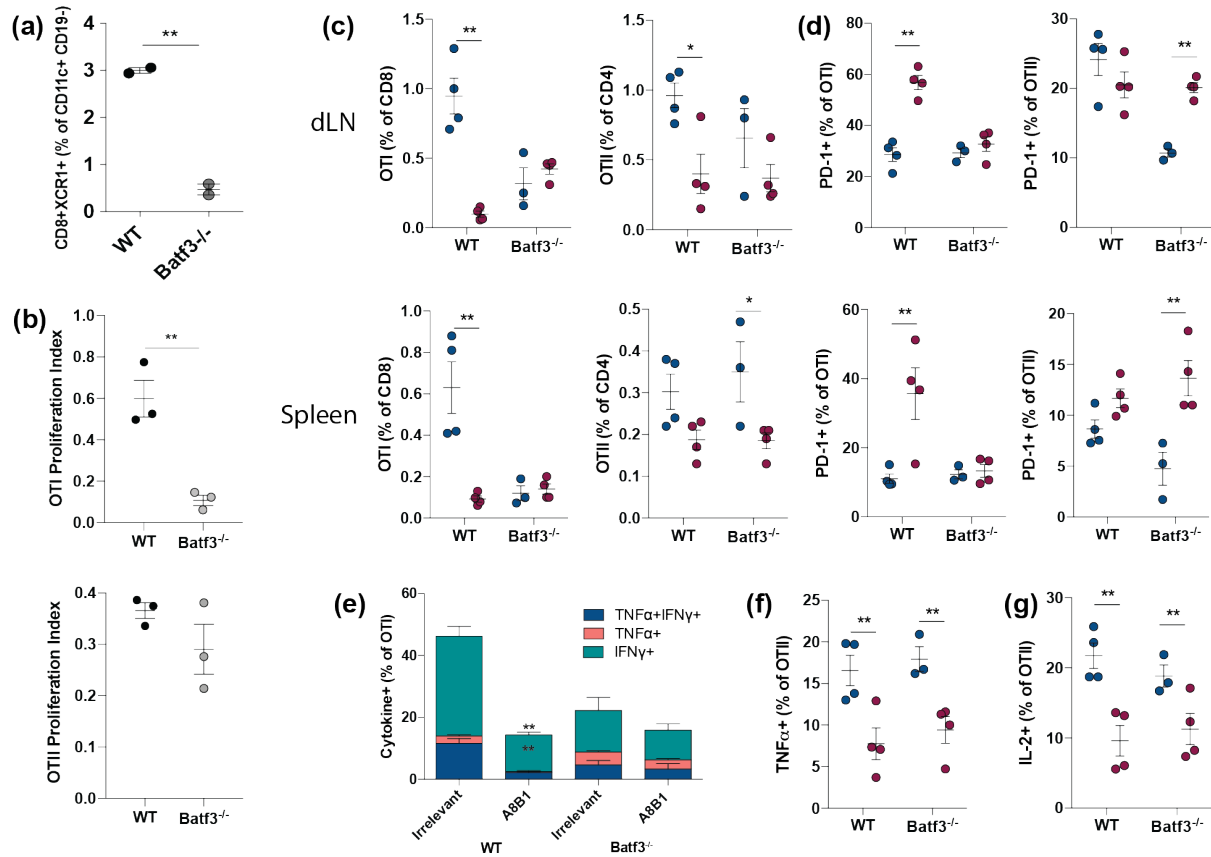 (a)
CD8+XCR1+ (% of CD11c+ CD19-)
4
3
2
1
0
**
WT
Batf3-/-
dLN
(c)
OTI (% of CD8)
1.5
1.0
0.5
0.0
**
WT
Batf3-/-
OTII (% of CD4)
1.5
1.0
0.5
0.0
*
WT
Batf3-/-
(d)
PD-1+ (% of OTI)
80
60
40
20
0
**
WT
Batf3-/-
PD-1+ (% of OTII)
30
20
10
0
**
WT
Batf3-/-
(b)
OTI Proliferation Index
1.0
0.8
0.6
0.4
0.2
0.0
**
WT
Batf3-/-
Spleen
OTI (% of CD8)
1.0
0.8
0.6
0.4
0.2
0.0
**
WT
Batf3-/-
OTII (% of CD4)
0.5
0.4
0.3
0.2
0.1
0.0
*
WT
Batf3-/-
PD-1+ (% of OTI)
60
40
20
0
**
WT
Batf3-/-
PD-1+ (% of OTII)
20
15
10
5
0
**
WT
Batf3-/-
OTII Proliferation Index
0.4
0.3
0.2
0.1
0.0
WT
Batf3-/-
(e)
Cytokine+ (% of OTI)
60
40
20
0
TNFα+IFNγ+
TNFα+
IFNγ+
**
**
Irrelevant
A8B1
Irrelevant
A8B1
WT
Batf3-/-
(f)
TNFα+ (% of OTII)
25
20
15
10
5
0
**
**
WT
Batf3-/-
(g)
IL-2+ (% of OTII)
30
20
10
0
**
**
WT
Batf3-/-